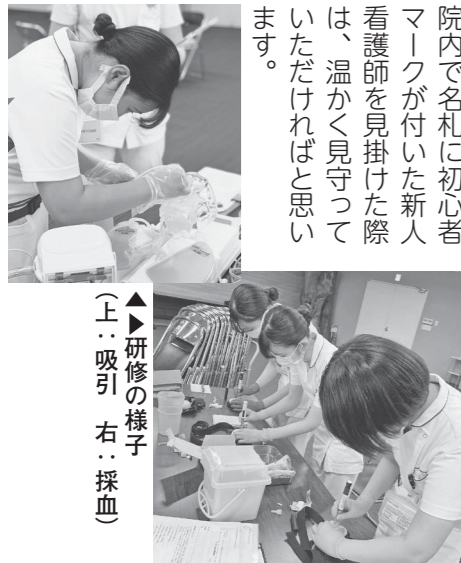 院内で名札に初心者
マークが付いた新人
看護師を見掛けた際
は、温かく見守って
いただければと思い
ます。
▲▶研修の様子
（上：吸引　右：採血）